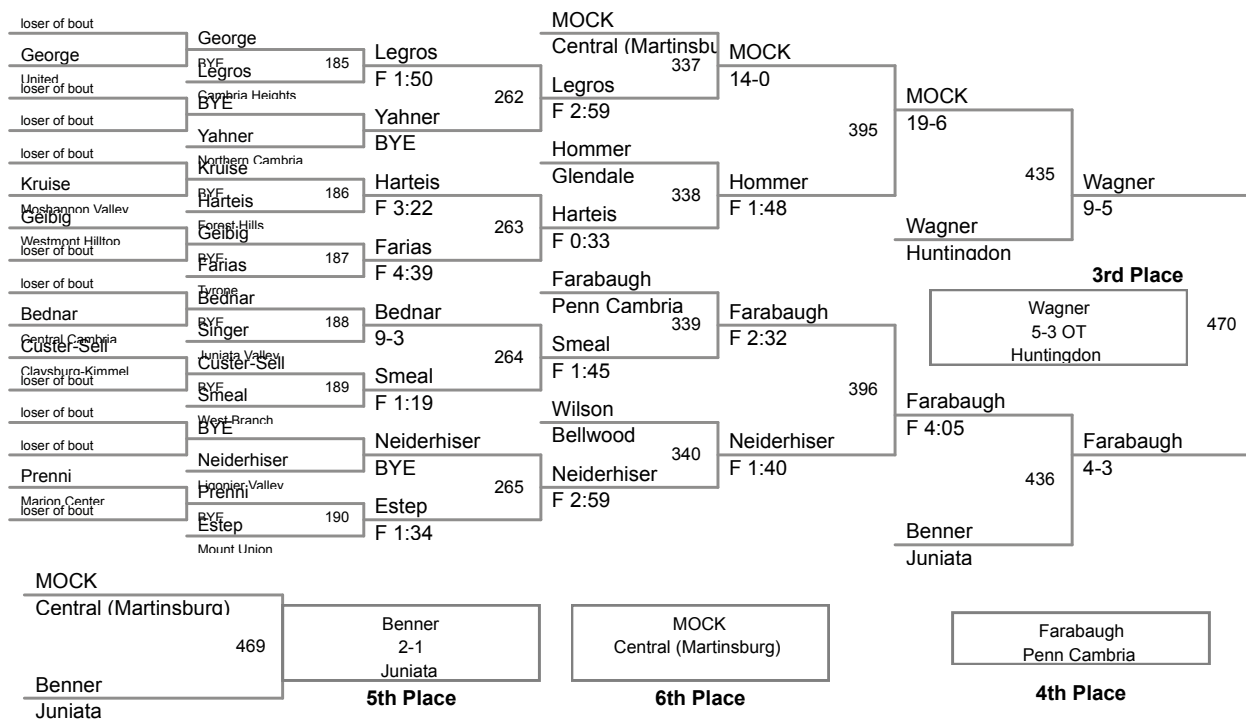 loser of bout
George
United
loser of bout
loser of bout
loser of bout
Kruise
Moshannon Valley
Geibig
Westmont Hilltop
loser of bout
loser of bout
Bednar
Central Cambria
Custer-Sell
Claysburg-Kimmel
loser of bout
loser of bout
loser of bout
Prenni
Marion Center
loser of bout
George
BYE
185
Legros
Cambria Heights
BYE
Yahner
Northern Cambria
Kruise
BYE
186
Harteis
Forest Hills
Geibig
BYE
187
Farias
Tyrone
Bednar
BYE
188
Singer
Juniata Valley
Custer-Sell
BYE
189
Smeal
West Branch
BYE
Neiderhiser
Ligonier Valley
Prenni
BYE
190
Estep
Mount Union
Legros
F 1:50
262
Yahner
BYE
Harteis
F 3:22
263
Farias
F 4:39
Bednar
9-3
264
Smeal
F 1:19
Neiderhiser
BYE
265
Estep
F 1:34
MOCK
Central (Martinsbu
337
Legros
F 2:59
Hommer
Glendale
338
Harteis
F 0:33
Farabaugh
Penn Cambria
339
Smeal
F 1:45
Wilson
Bellwood
340
Neiderhiser
F 2:59
MOCK
14-0
395
Hommer
F 1:48
Farabaugh
F 2:32
396
Neiderhiser
F 1:40
MOCK
19-6
435
Wagner
Huntingdon
Farabaugh
F 4:05
436
Benner
Juniata
Wagner
9-5
3rd Place
Wagner
5-3 OT
Huntingdon
470
Farabaugh
4-3
MOCK
Central (Martinsburg)
469
Benner
Juniata
Benner
2-1
Juniata
5th Place
MOCK
Central (Martinsburg)
6th Place
Farabaugh
Penn Cambria
4th Place